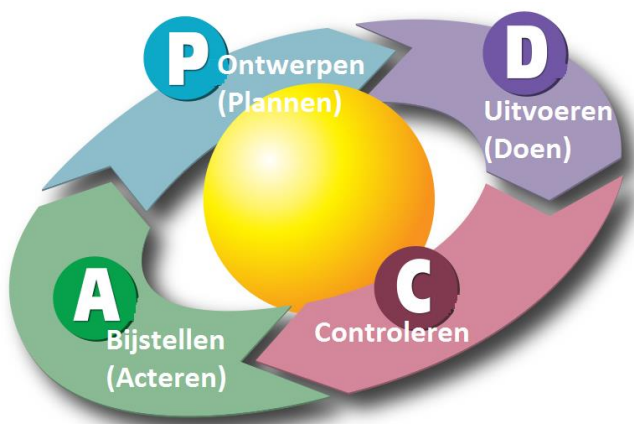 P
Ontwerpen
(Plannen)
D
Uitvoeren
(Doen)
C
Controleren
A
Bijstellen
(Acteren)